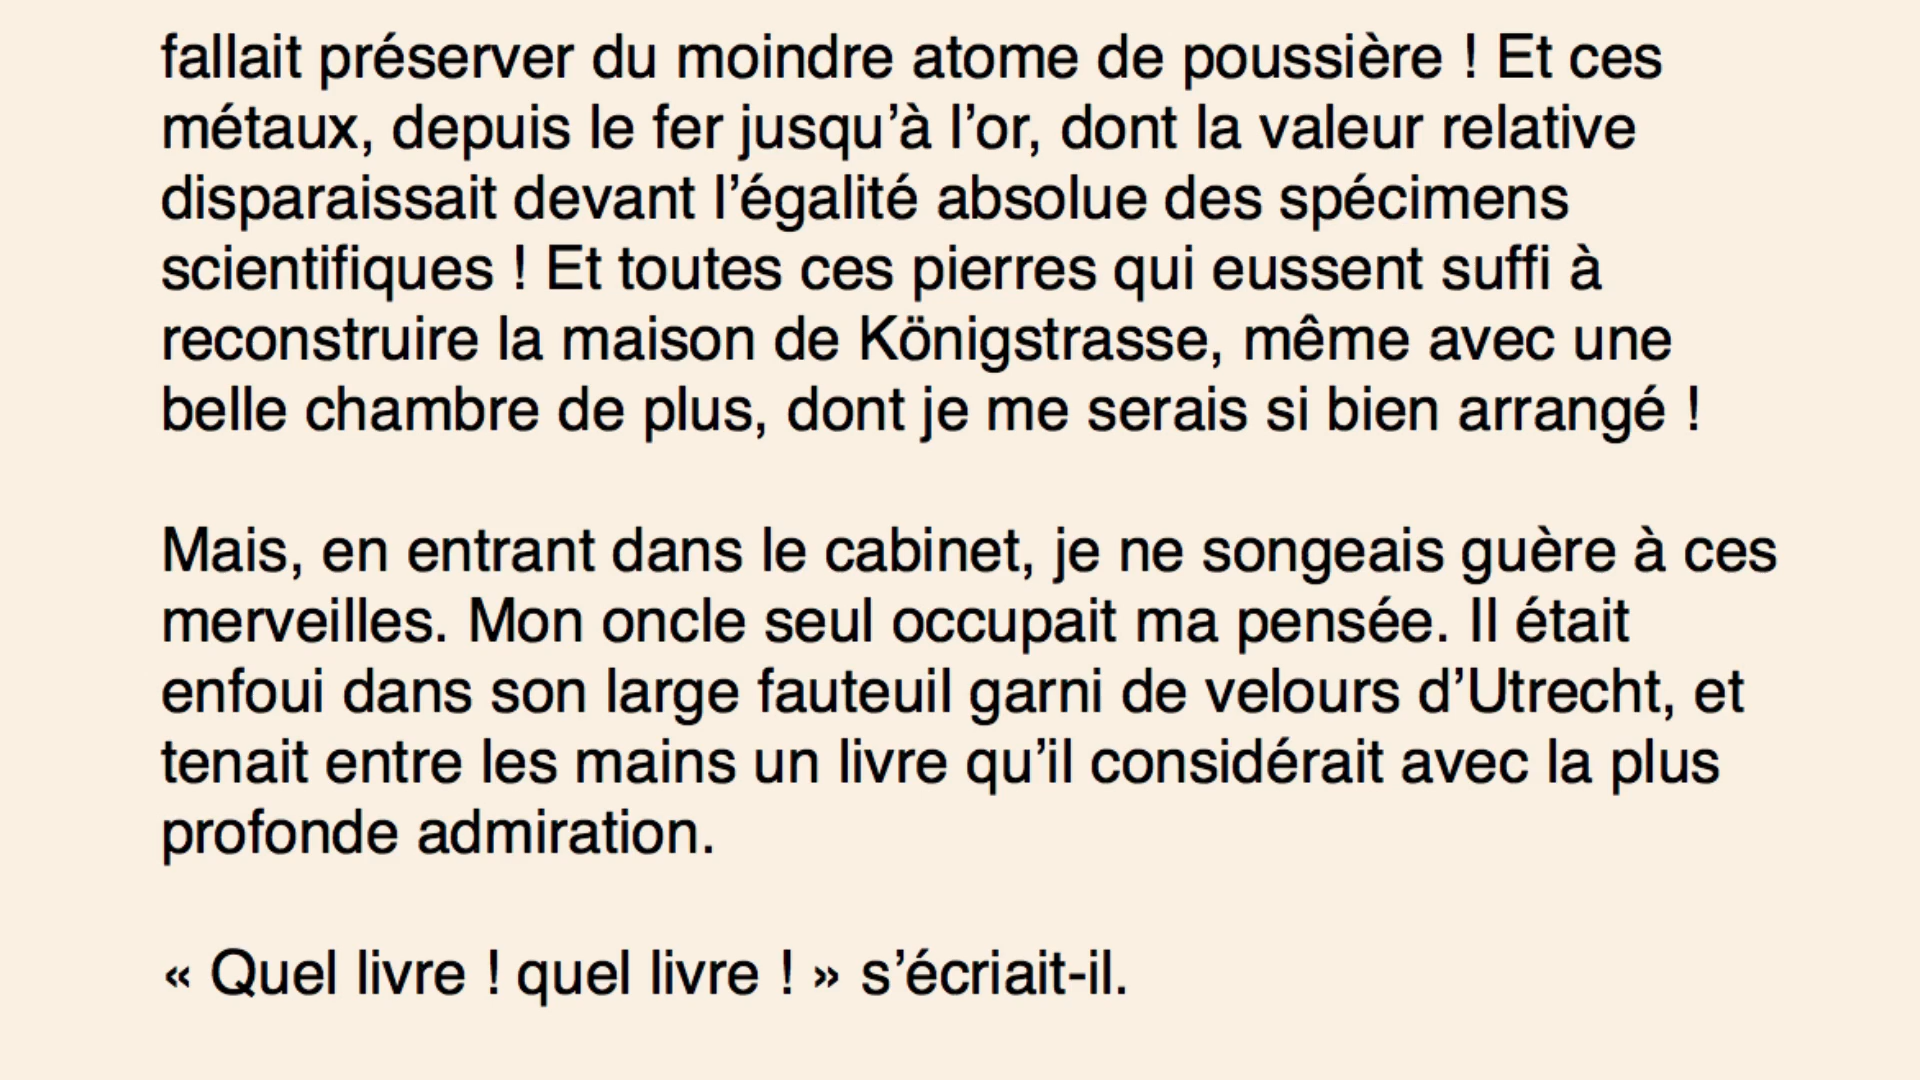 fallait préserver du moindre atome de poussière ! Et ces
métaux, depuis le fer jusqu’à l’or, dont la valeur relative
disparaissait devant l’égalité absolue des spécimens
scientifiques ! Et toutes ces pierres qui eussent suffi à
reconstruire la maison de Königstrasse, même avec une
belle chambre de plus, dont je me serais si bien arrangé !
Mais, en entrant dans le cabinet, je ne songeais guère à ces
merveilles. Mon oncle seul occupait ma pensée. Il était
enfoui dans son large fauteuil garni de velours d’Utrecht, et
tenait entre les mains un livre qu’il considérait avec la plus
profonde admiration.
« Quel livre ! quel livre ! » s’écriait-il.